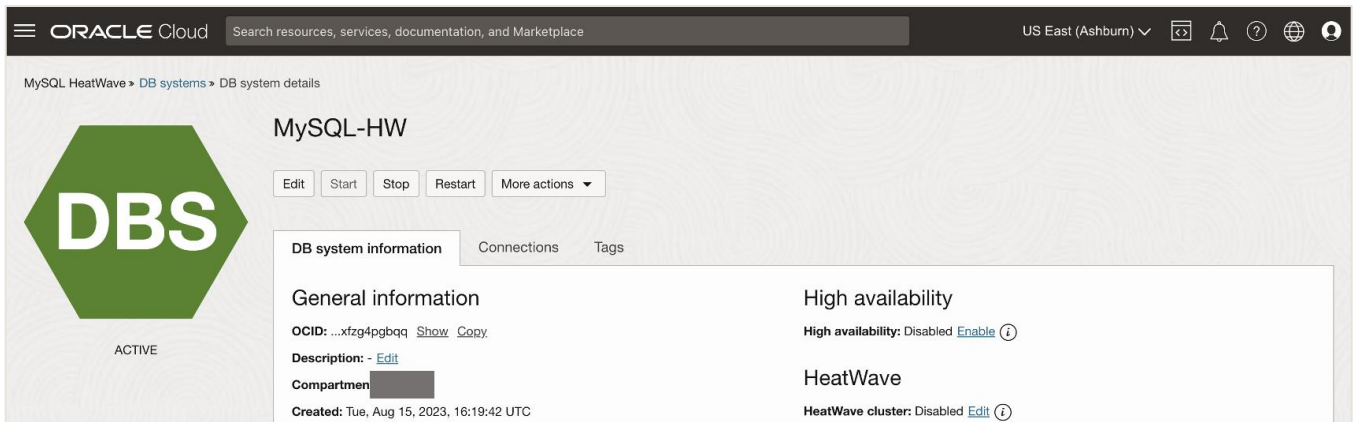 ORACLE Cloud Search resources, services, documentation, and Marketplace US East (Ashburn)
MySQL HeatWave » DB systems » DB system details
MySQL-HW
DBS
ACTIVE
Edit Start Stop Restart More actions
DB system information Connections Tags
General information
OCID: ...xfzg4pgbqq Show Copy
Description: - Edit
Compartmen
Created: Tue, Aug 15, 2023, 16:19:42 UTC
High availability
High availability: Disabled Enable
HeatWave
HeatWave cluster: Disabled Edit